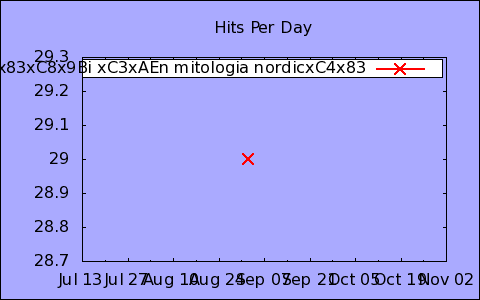 Hits Per Day
x83xC8x9Bi xC3xAEn mitologia nordicxC4x83
29.3
29.2
29.1
29
28.9
28.8
28.7
Jul 13 Jul 27 Aug 10 Aug 24 Sep 07 Sep 21 Oct 05 Oct 19 Nov 02